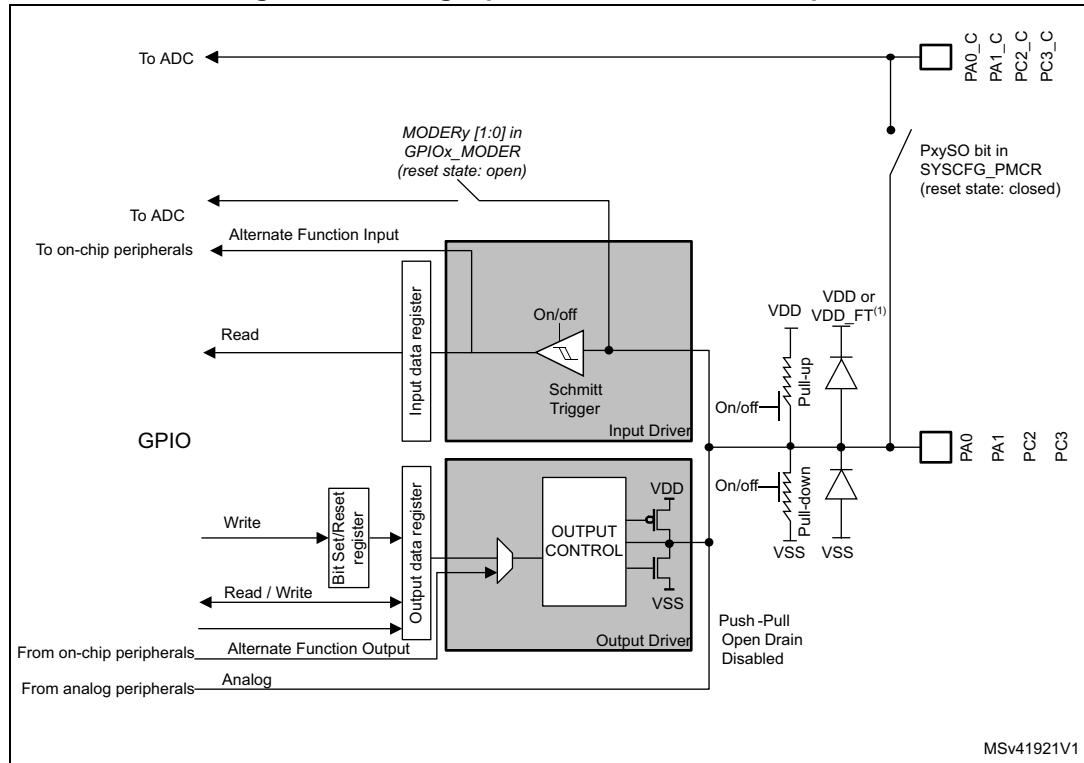 To ADC
PA0_C
PA1_C
PC2_C
PC3_C
MODERy [1:0] in
GPIOx_MODER
(reset state: open)
PxySO bit in
SYSCFG_PMCR
(reset state: closed)
To ADC
Alternate Function Input
To on-chip peripherals
Input data register
On/off
Read
Schmitt
Trigger
Input Driver
VDD
VDD or
VDD_FT(1)
Pull-up
On/off
GPIO
PA0
PA1
PC2
PC3
On/off
Pull-down
VSS
VSS
Write
Bit Set/Reset
register
Output data register
OUTPUT
CONTROL
VDD
VSS
Read / Write
Output Driver
Push -Pull
Open Drain
Disabled
From on-chip peripherals
Alternate Function Output
From analog peripherals
Analog
MSv41921V1